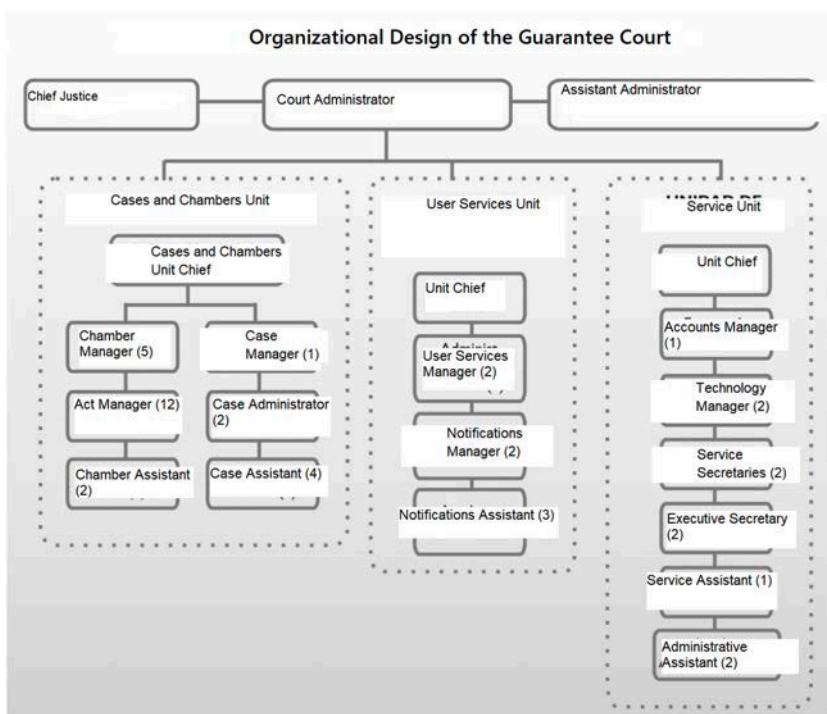 Organizational Design of the Guarantee Court
Chief Justice
Court Administrator
Assistant Administrator
Cases and Chambers Unit
Cases and Chambers
Unit Chief
Chamber
Manager (5)
Case
Manager (1)
Act Manager (12)
Case Administrator
(2)
Chamber Assistant
(2)
Case Assistant (4)
User Services Unit
Unit Chief
User Services
Manager (2)
Notifications
Manager (2)
Notifications Assistant (3)
Service Unit
Unit Chief
Accounts Manager
(1)
Technology
Manager (2)
Service
Secretaries (2)
Executive Secretary
(2)
Service Assistant (1)
Administrative
Assistant (2)